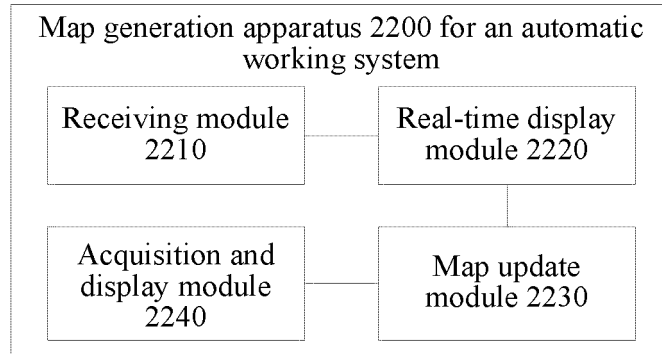 Map generation apparatus 2200 for an automatic
working system
Receiving module
2210
Real-time display
module 2220
Acquisition and
display module
2240
Map update
module 2230